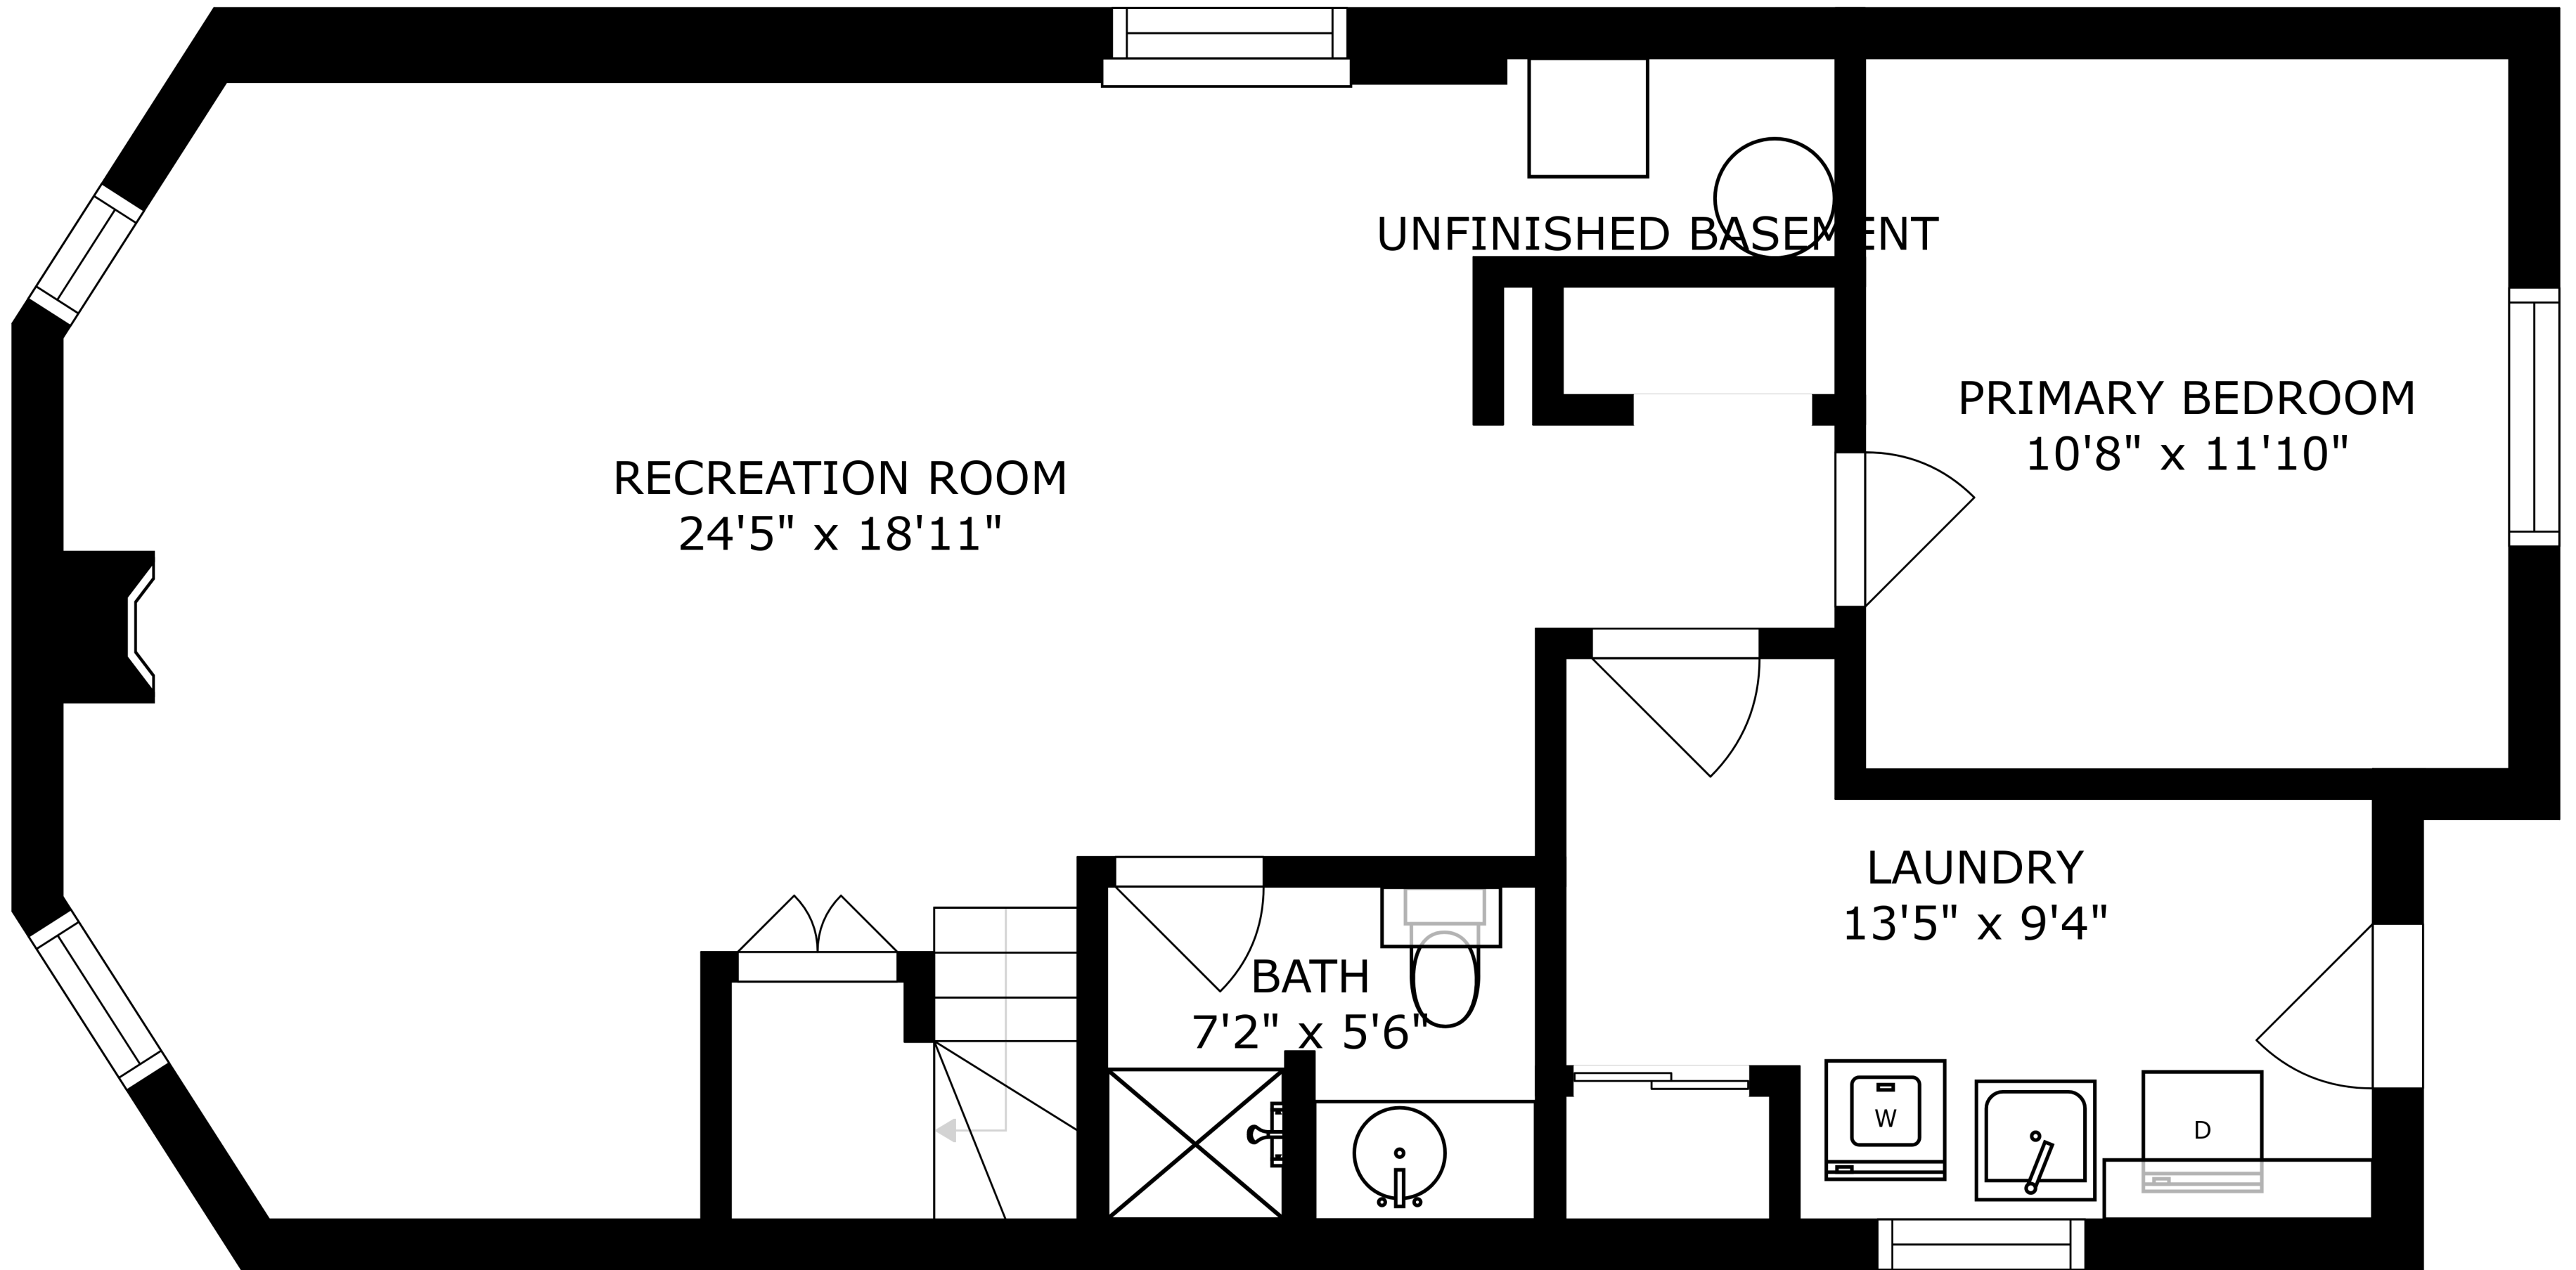 UNFINISHED BASEMENT
PRIMARY BEDROOM
10'8" x 11'10"
RECREATION ROOM
24'5" x 18'11"
LAUNDRY
13'5" x 9'4"
BATH
7'2" x 5'6"
W
D